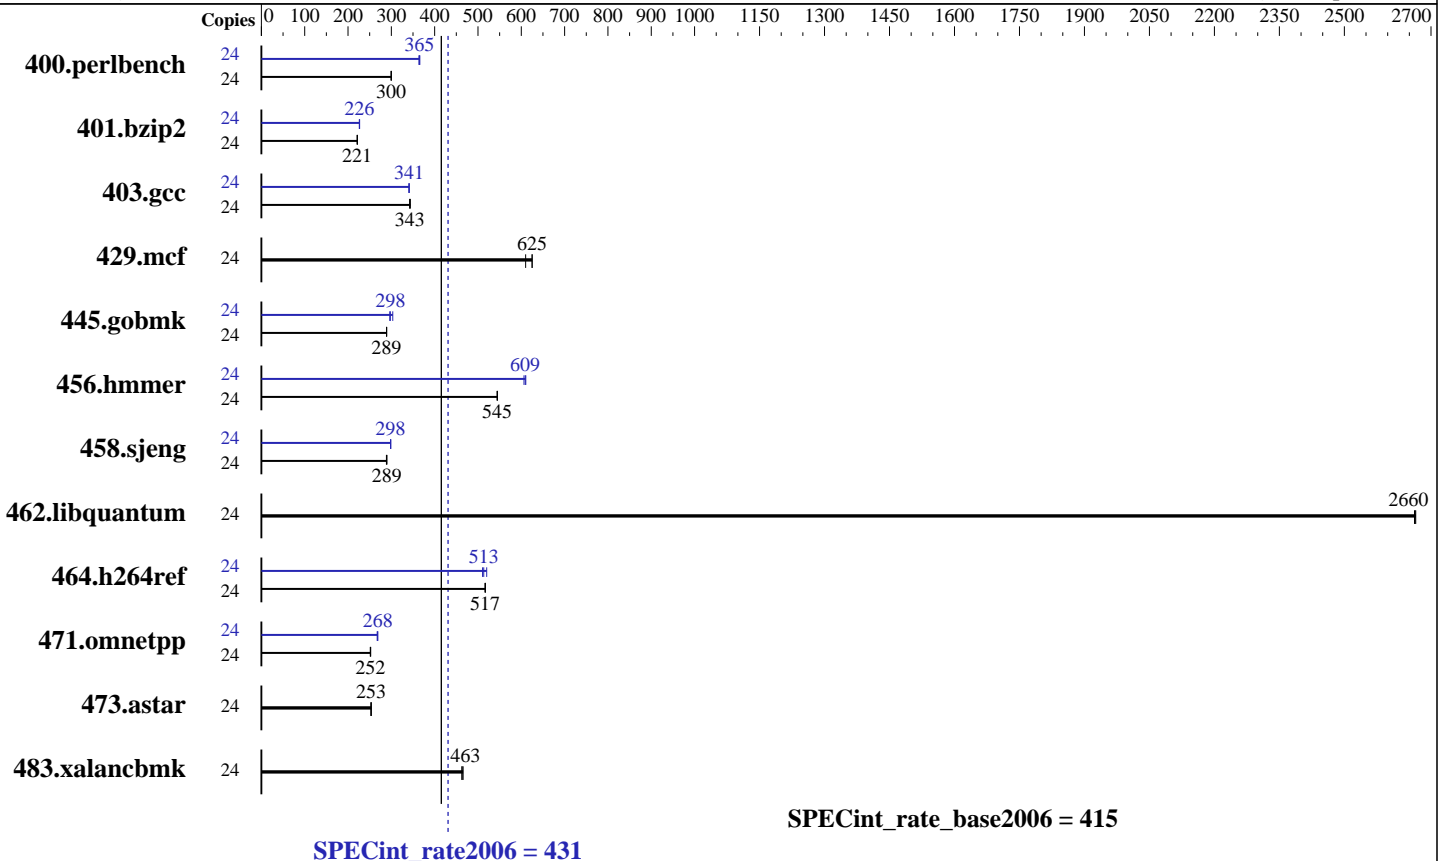 Copies 0 100 200 300 400 500 600 700 800 900 1000 1150 1300 1450 1600 1750 1900 2050 2200 2350 2500 2700
400.perlbench 24 365
24 300
401.bzip2 24 226
24 221
403.gcc 24 341
24 343
429.mcf 24 625
445.gobmk 24 298
24 289
456.hmmer 24 609
24 545
458.sjeng 24 298
24 289
462.libquantum 24 2660
464.h264ref 24 513
24 517
471.omnetpp 24 268
24 252
473.astar 24 253
483.xalancbmk 24 463
SPECint_rate_base2006 = 415
SPECint_rate2006 = 431